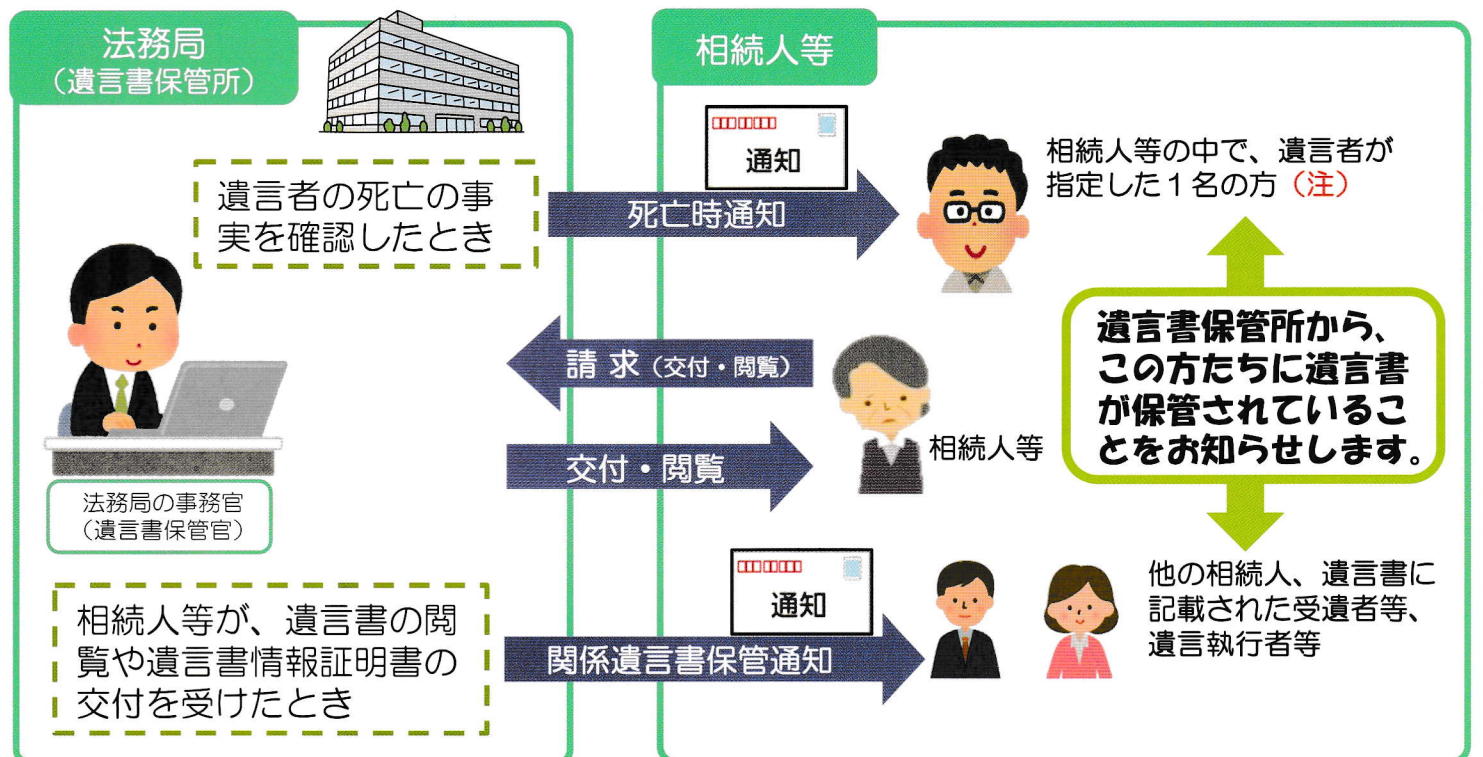 法務局
（遺言書保管所）
相続人等
通知
相続人等の中で、遺言者が
指定した１名の方（注）
遺言者の死亡の事
実を確認したとき
死亡時通知
遺言書保管所から、
この方たちに遺言書
が保管されているこ
とをお知らせします。
請求（交付・閲覧）
相続人等
交付・閲覧
法務局の事務官
（遺言書保管官）
通知
他の相続人、遺言書に
記載された受遺者等、
遺言執行者等
相続人等が、遺言書の閲
覧や遺言書情報証明書の
交付を受けたとき
関係遺言書保管通知